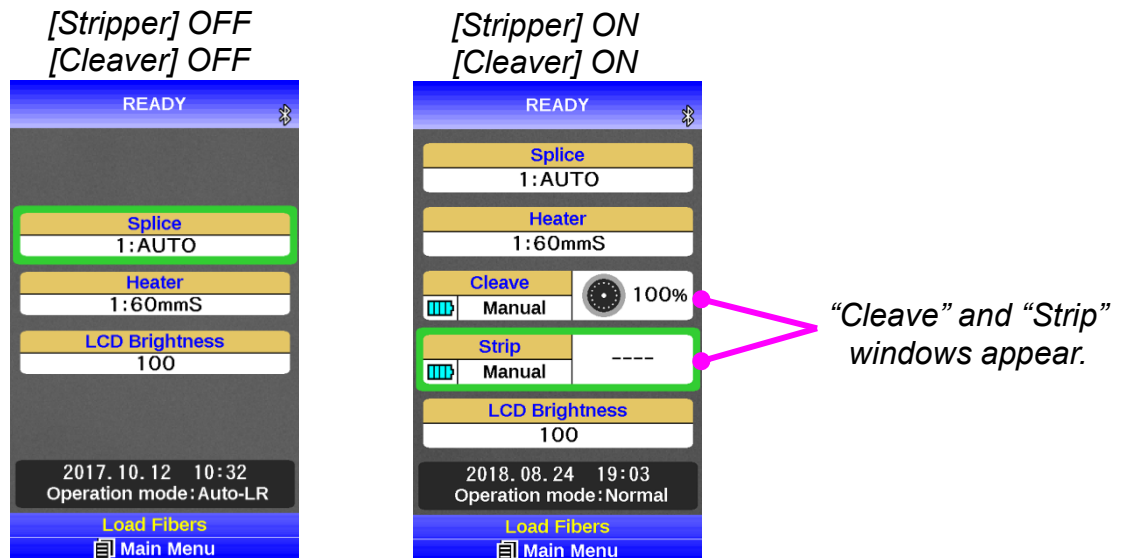 [Stripper] OFF
[Cleaver] OFF
READY
Splice
1:AUTO
Heater
1:60mmS
LCD Brightness
100
2017.10.12 10:32
Operation mode:Auto-LR
Load Fibers
Main Menu
[Stripper] ON
[Cleaver] ON
READY
Splice
1:AUTO
Heater
1:60mmS
Cleave
Manual
100%
Strip
Manual
----
LCD Brightness
100
2018.08.24 19:03
Operation mode:Normal
Load Fibers
Main Menu
“Cleave” and “Strip”
windows appear.